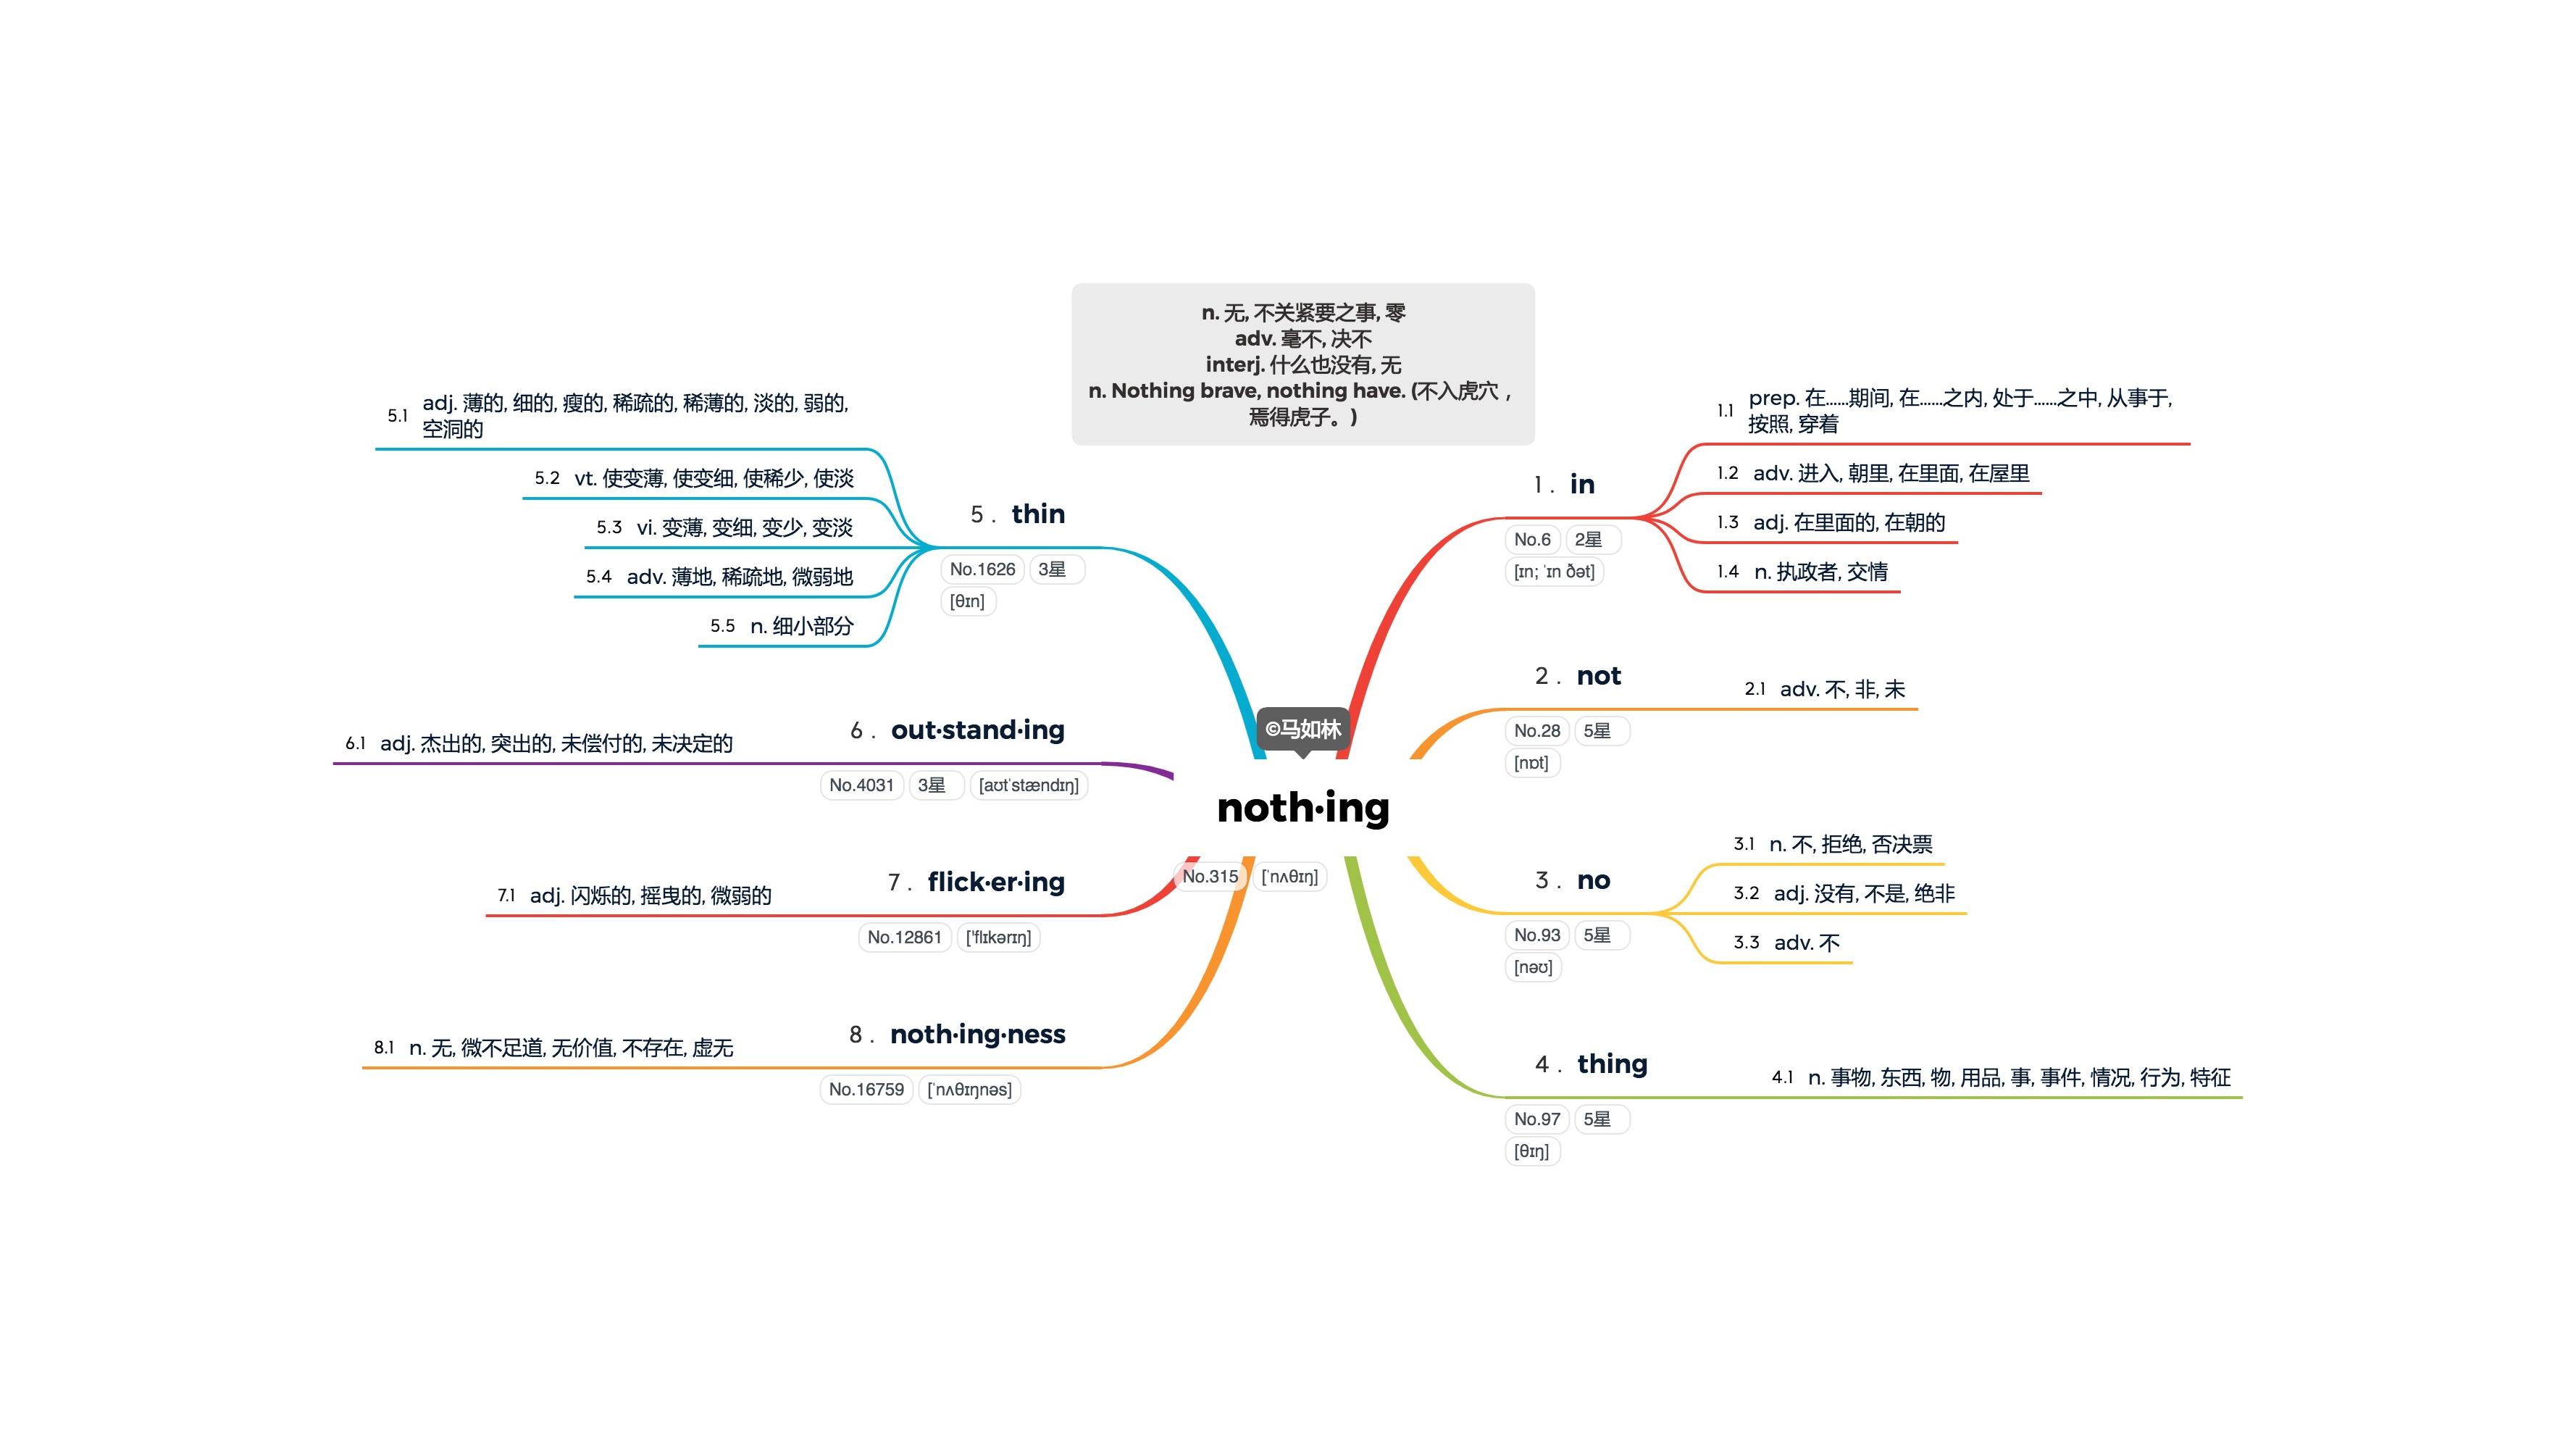 n. 无, 不关紧要之事, 零
adv. 毫不, 决不
interj. 什么也没有, 无
n. Nothing brave, nothing have. (不入虎穴，
焉得虎子。)
©马如林
noth·ing
No.315 [ˈnʌθɪŋ]
1. in
No.6 2星
[ɪn; ˈɪn ðət]
1.1 prep. 在……期间, 在……之内, 处于……之中, 从事于,
按照, 穿着
1.2 adv. 进入, 朝里, 在里面, 在屋里
1.3 adj. 在里面的, 在朝的
1.4 n. 执政者, 交情
2. not
No.28 5星
[nɒt]
2.1 adv. 不, 非, 未
3. no
No.93 5星
[nəʊ]
3.1 n. 不, 拒绝, 否决票
3.2 adj. 没有, 不是, 绝非
3.3 adv. 不
4. thing
No.97 5星
[θɪŋ]
4.1 n. 事物, 东西, 物, 用品, 事, 事件, 情况, 行为, 特征
5. thin
No.1626 3星
[θɪn]
5.1 adj. 薄的, 细的, 瘦的, 稀疏的, 稀薄的, 淡的, 弱的,
空洞的
5.2 vt. 使变薄, 使变细, 使稀少, 使淡
5.3 vi. 变薄, 变细, 变少, 变淡
5.4 adv. 薄地, 稀疏地, 微弱地
5.5 n. 细小部分
6. out·stand·ing
No.4031 3星 [aʊtˈstændɪŋ]
6.1 adj. 杰出的, 突出的, 未偿付的, 未决定的
7. flick·er·ing
No.12861 ['flɪkərɪŋ]
7.1 adj. 闪烁的, 摇曳的, 微弱的
8. noth·ing·ness
No.16759 [ˈnʌθɪŋnəs]
8.1 n. 无, 微不足道, 无价值, 不存在, 虚无